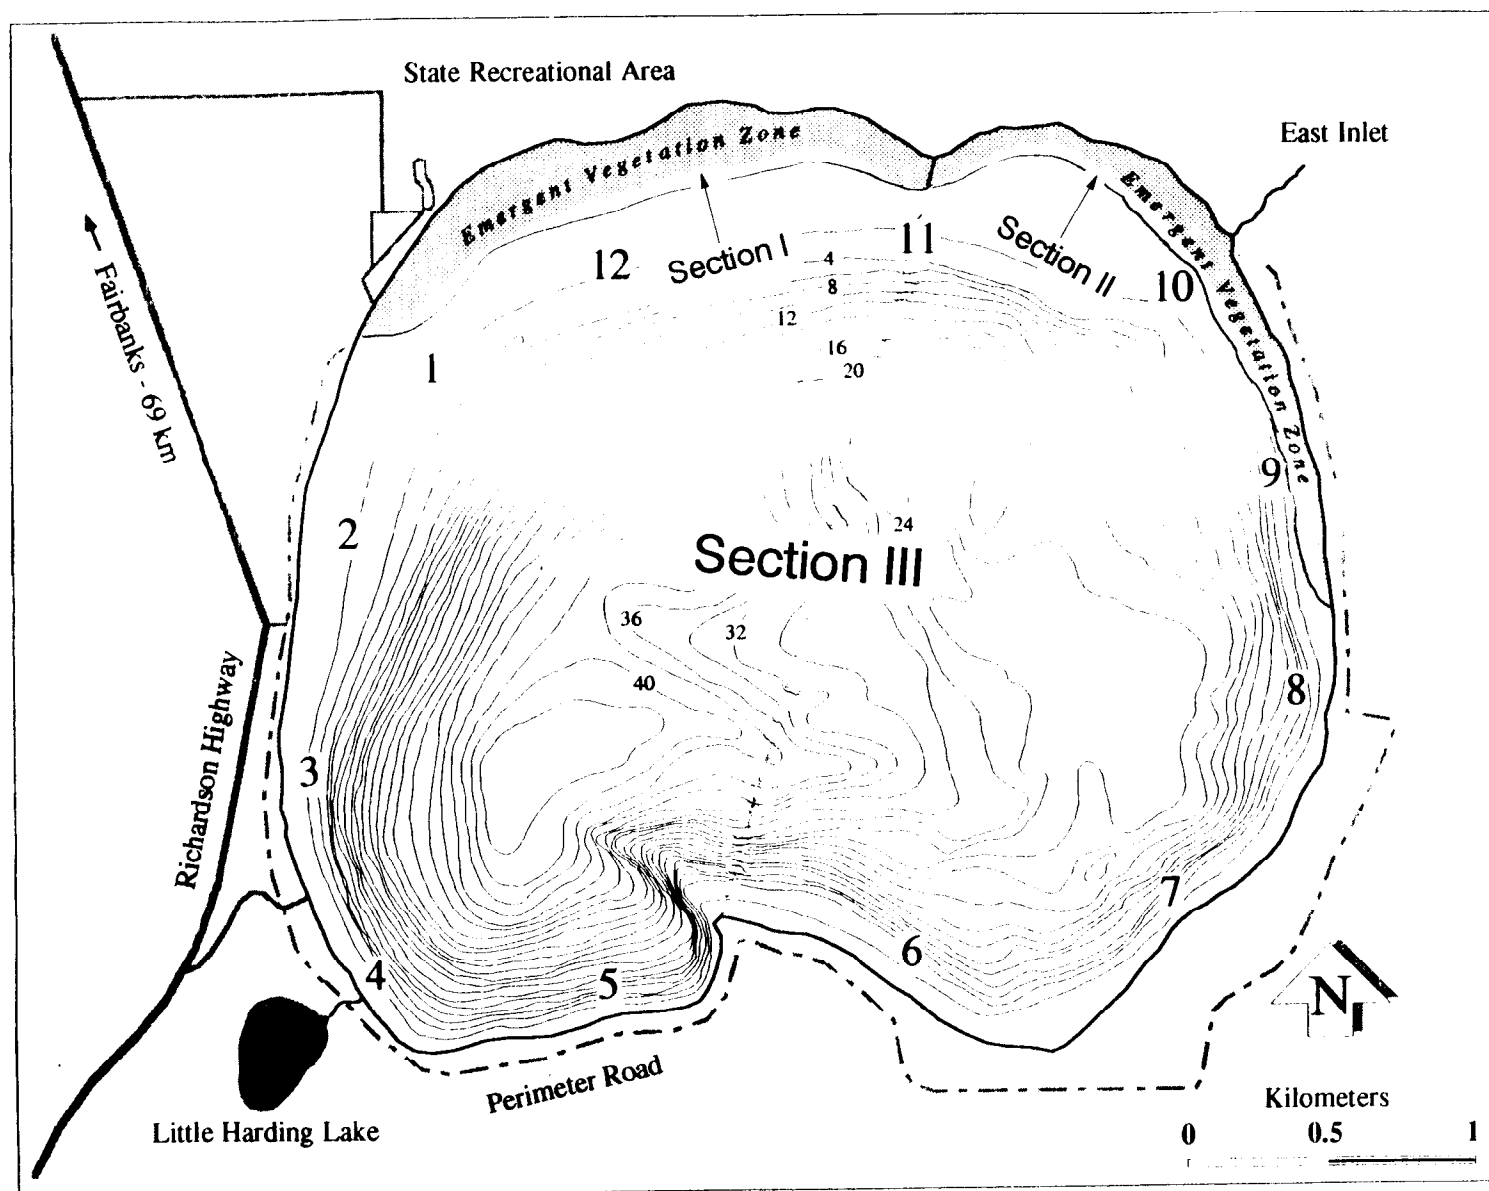 State Recreational Area
East Inlet
Emergent Vegetation Zone
Emergent Vegetation Zone
Section I
Section II
12
11
10
4
8
12
16
20
1
Fairbanks - 69 km
9
2
24
Section III
36
32
40
8
3
Richardson Highway
7
6
4
5
N
Perimeter Road
Little Harding Lake
Kilometers
0 0.5 1